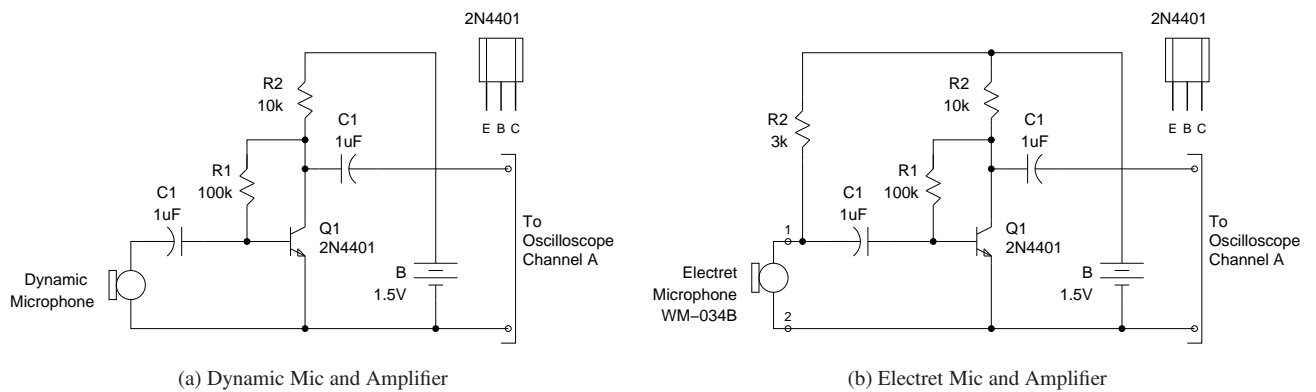 2N4401
E B C
R2
10k
C1
1uF
R1
100k
C1
1uF
Q1
2N4401
To
Oscilloscope
Channel A
Dynamic
Microphone
B
1.5V
(a) Dynamic Mic and Amplifier
2N4401
E B C
R2
10k
R2
3k
C1
1uF
R1
100k
C1
1uF
1
Q1
2N4401
To
Oscilloscope
Channel A
Electret
Microphone
WM−034B
B
1.5V
2
(b) Electret Mic and Amplifier